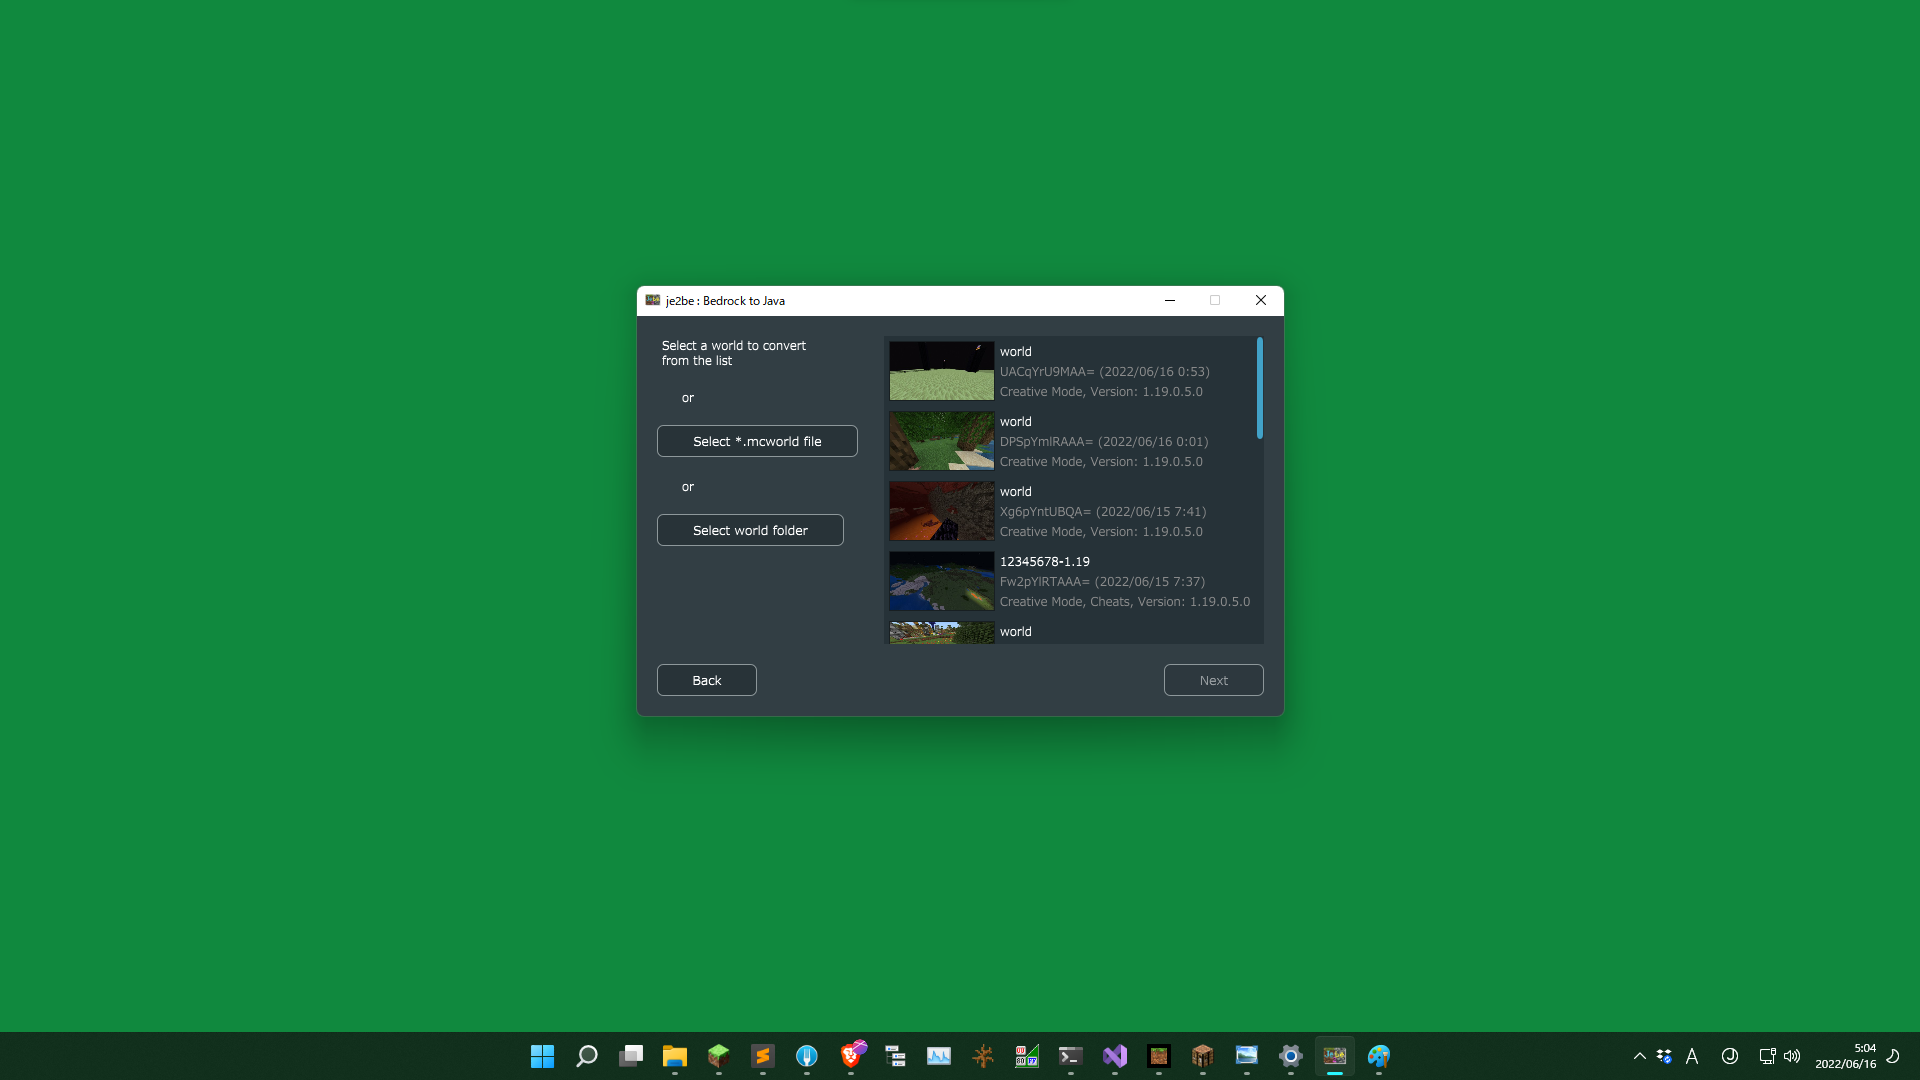 je2be : Bedrock to Java
Select a world to convert
from the list
or
Select *.mcworld file
or
Select world folder
world
UACqYrU9MAA= (2022/06/16 0:53)
Creative Mode, Version: 1.19.0.5.0
world
DPSpYmlRAAA= (2022/06/16 0:01)
Creative Mode, Version: 1.19.0.5.0
world
Xg6pYntUBQA= (2022/06/15 7:41)
Creative Mode, Version: 1.19.0.5.0
12345678-1.19
Fw2pYlRTAAA= (2022/06/15 7:37)
Creative Mode, Cheats, Version: 1.19.0.5.0
world
Back
Next
A
5:04
2022/06/16